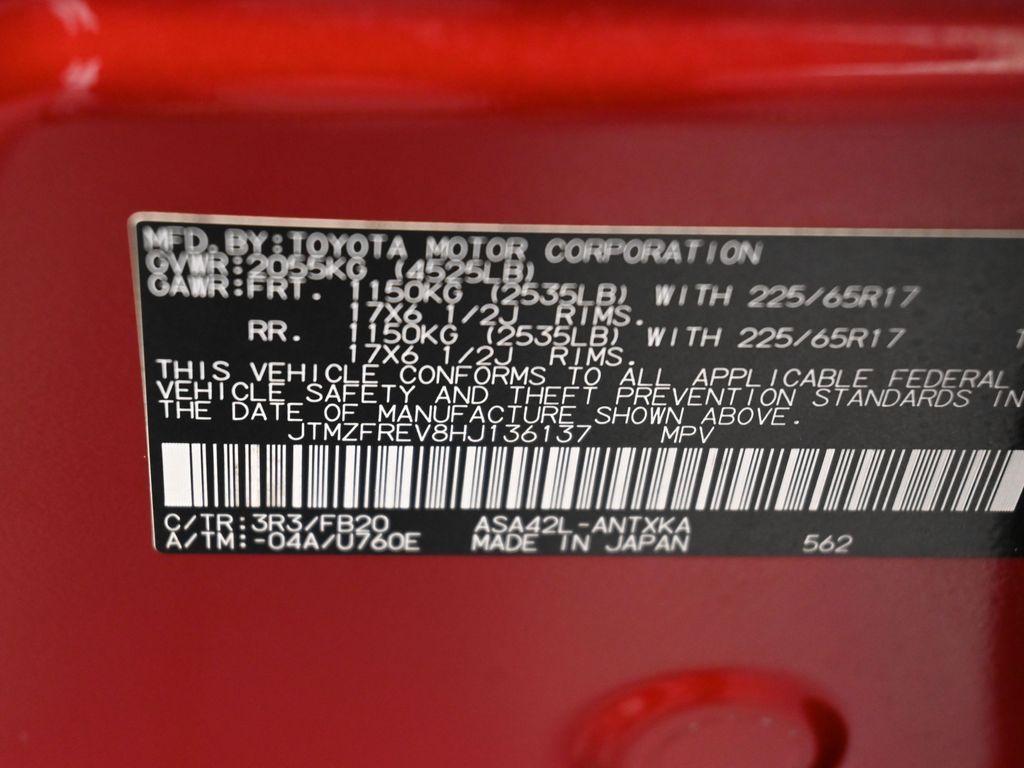 MFD. BY: TOYOTA MOTOR CORPORATION
GVWR: 2055KG (4525LB)
GAWR: FRT. 1150KG (2535LB) WITH 225/65R17
17X6 1/2J RIMS.
RR. 1150KG (2535LB) WITH 225/65R17
17X6 1/2J RIMS.
THIS VEHICLE CONFORMS TO ALL APPLICABLE FEDERAL
VEHICLE SAFETY AND THEFT PREVENTION STANDARDS IN
THE DATE OF MANUFACTURE SHOWN ABOVE.
JTMZFREV8HJ136137 MPV
C/TR: 3R3/FB20 ASA42L-ANTXKA
A/TM: -04A/U760E MADE IN JAPAN 562